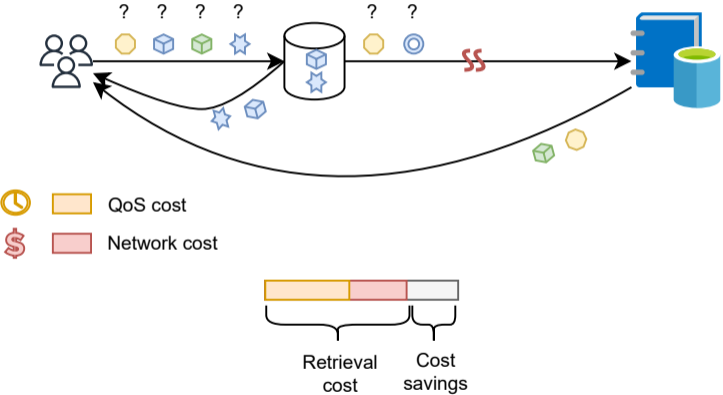 ? ? ? ? ? ?
QoS cost
$ Network cost
Retrieval cost
Cost savings